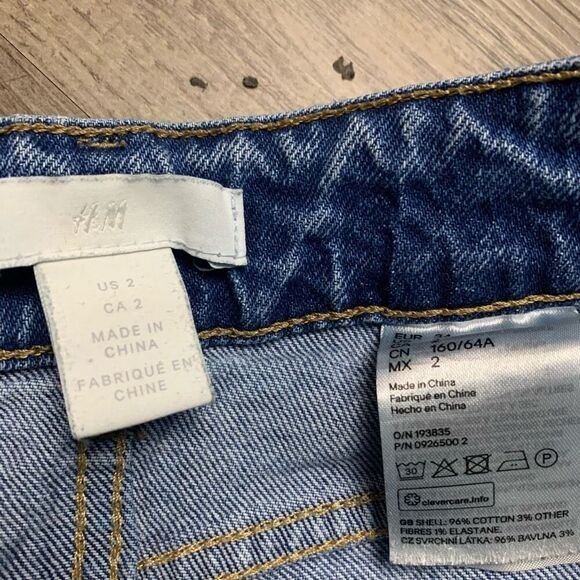 H&M
US 2
CA 2
MADE IN
CHINA
FABRIQUÉ EN
CHINE
EUR
CN 160/64A
MX 2
Made in China
Fabriqué en Chine
Hecho en China
O/N 193835
P/N 0926500 2
30
P
clevercare.info
GB SHELL: 96% COTTON 3% OTHER
FIBRES 1% ELASTANE.
CZ SVRCHNÍ LÁTKA: 96% BAVLNA 3%